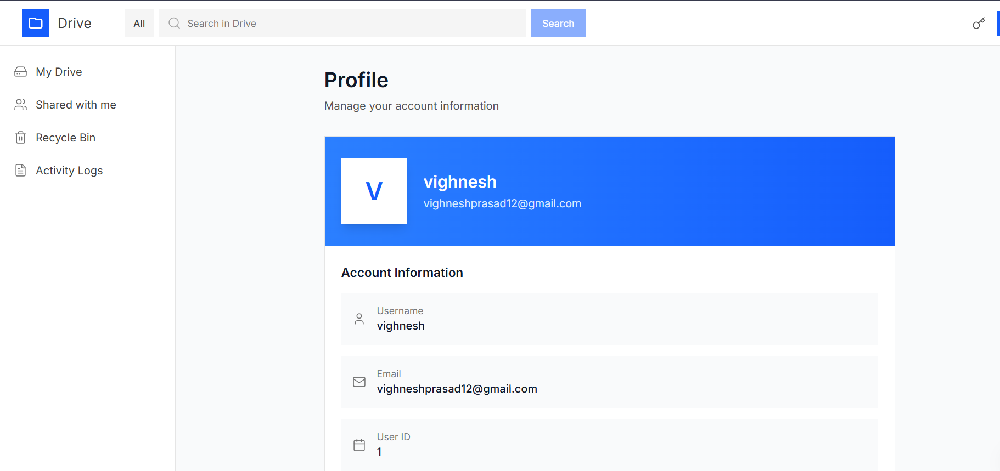 Drive
All
Search in Drive
Search
My Drive
Shared with me
Recycle Bin
Activity Logs
Profile
Manage your account information
V
vighnesh
vighneshprasad12@gmail.com
Account Information
Username
vighnesh
Email
vighneshprasad12@gmail.com
User ID
1